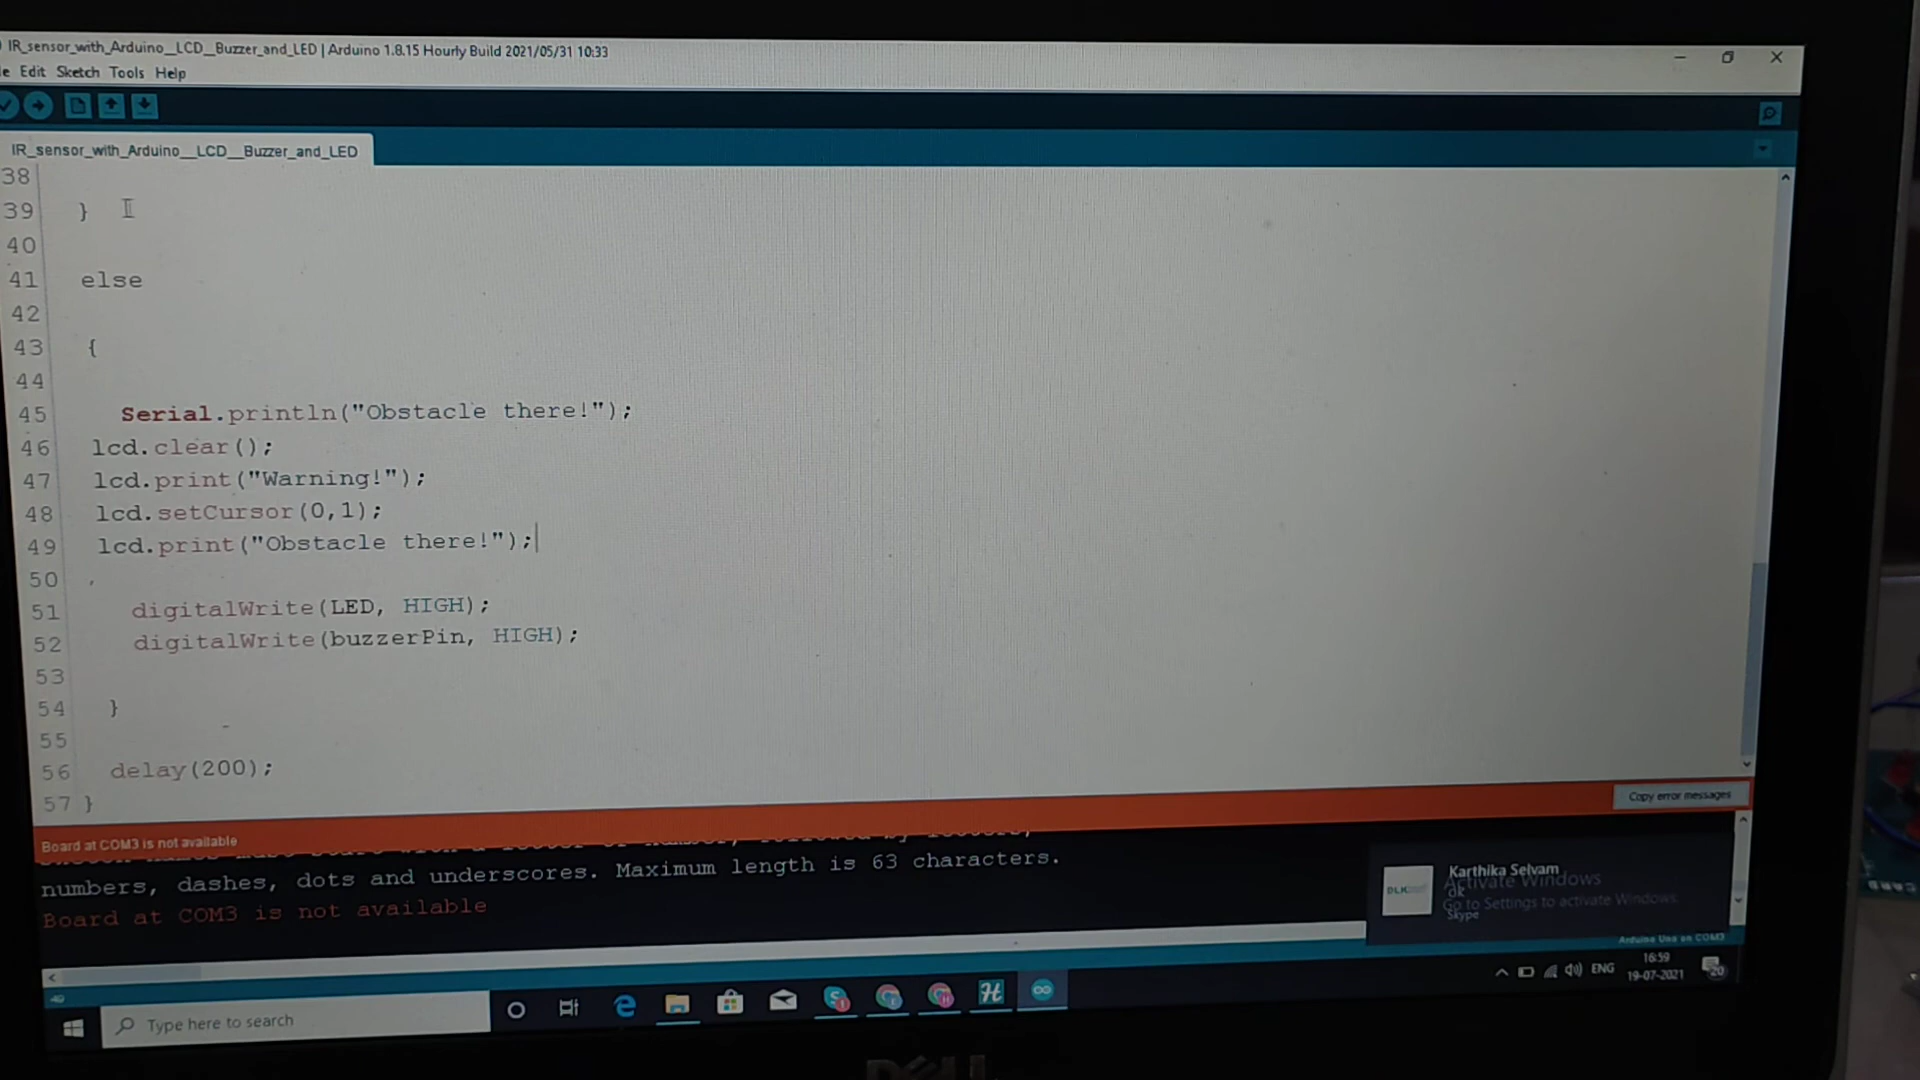 IR_sensor_with_Arduino__LCD__Buzzer_and_LED | Arduino 1.8.15 Hourly Build 2021/05/31 10:33
le Edit Sketch Tools Help
IR_sensor_with_Arduino__LCD__Buzzer_and_LED
38
39 }
40
41 else
42
43 {
44
45 Serial.println("Obstacle there!");
46 lcd.clear();
47 lcd.print("Warning!");
48 lcd.setCursor(0,1);
49 lcd.print("Obstacle there!");
50
51 digitalWrite(LED, HIGH);
52 digitalWrite(buzzerPin, HIGH);
53
54 }
55
56 delay(200);
57 }
Copy error messages
Board at COM3 is not available
numbers, dashes, dots and underscores. Maximum length is 63 characters.
Board at COM3 is not available
DLK
Karthika Selvam
ok
Skype
Activate Windows
Go to Settings to activate Windows.
Arduino Uno on COM3
49
Type here to search
ENG
16:59
19-07-2021
20
DELL